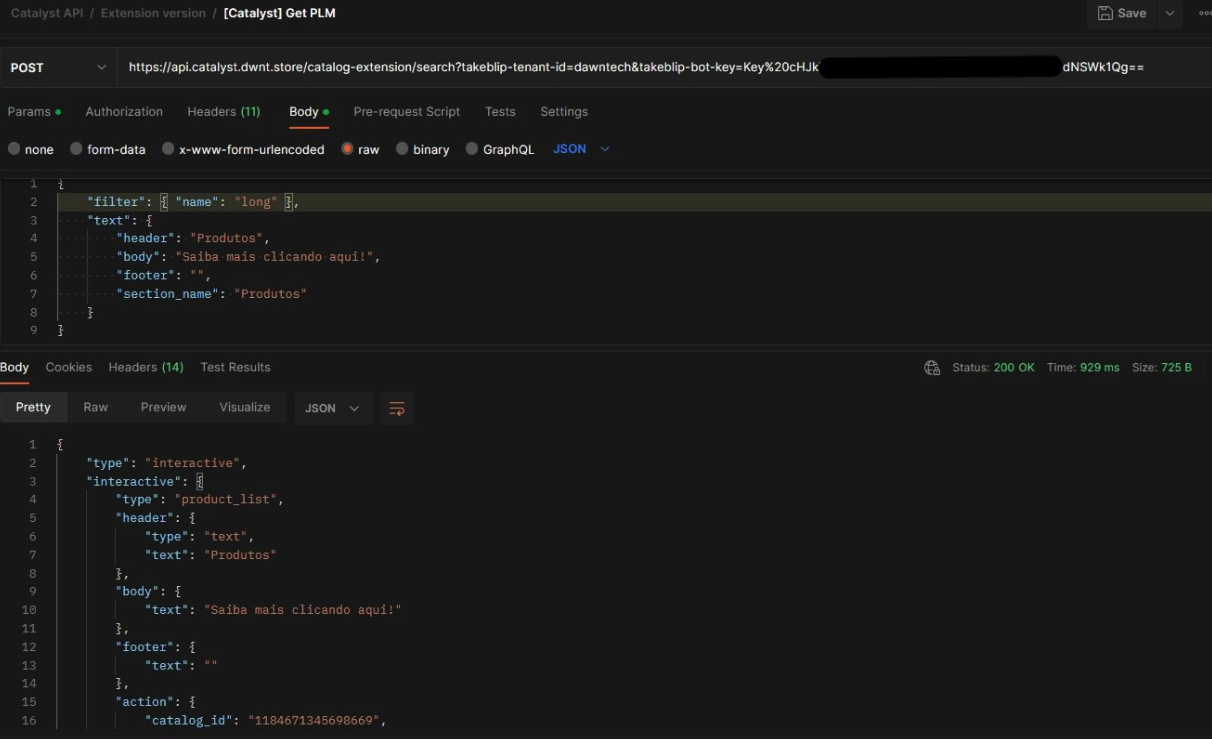 Catalyst API / Extension version / [Catalyst] Get PLM
Save
POST
https://api.catalyst.dwnt.store/catalog-extension/search?takeblip-tenant-id=dawntech&takeblip-bot-key=Key%20cHJk dNSWk1Qg==
Params Authorization Headers (11) Body Pre-request Script Tests Settings
none form-data x-www-form-urlencoded raw binary GraphQL JSON
1 {
2 "filter": { "name": "long" },
3 "text": {
4 "header": "Produtos",
5 "body": "Saiba mais clicando aqui!",
6 "footer": "",
7 "section_name": "Produtos"
8 }
9 }
Body Cookies Headers (14) Test Results
Status: 200 OK Time: 929 ms Size: 725 B
Pretty Raw Preview Visualize JSON
1 {
2 "type": "interactive",
3 "interactive": {
4 "type": "product_list",
5 "header": {
6 "type": "text",
7 "text": "Produtos"
8 },
9 "body": {
10 "text": "Saiba mais clicando aqui!"
11 },
12 "footer": {
13 "text": ""
14 },
15 "action": {
16 "catalog_id": "1184671345698669",